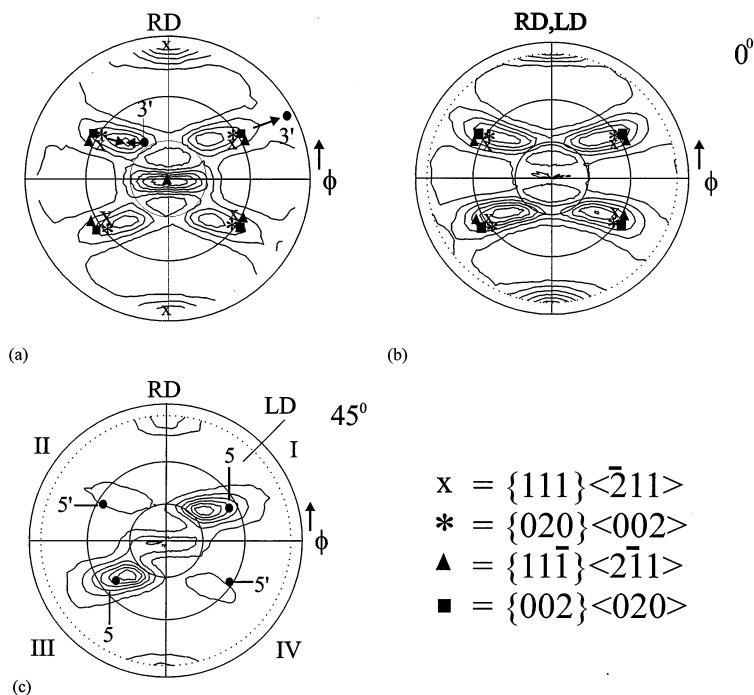 RD
x
3'
3'
ϕ
x
(a)
RD,LD
0⁰
ϕ
(b)
RD
LD
45⁰
II
I
5
5'
ϕ
5'
5
III
IV
(c)
x = {111}<2̄11>
* = {020}<002>
▲ = {111̄}<21̄1>
■ = {002}<020>